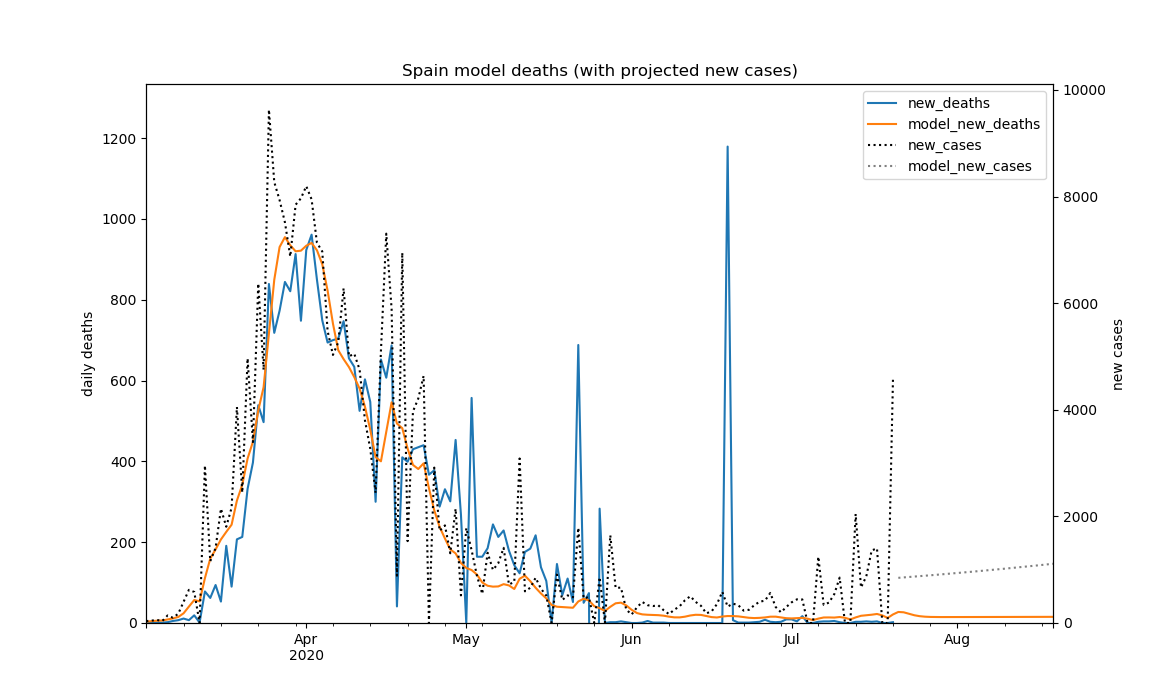 Spain model deaths (with projected new cases)
new_deaths
model_new_deaths
new_cases
model_new_cases
1200
1000
800
600
400
200
0
daily deaths
10000
8000
6000
4000
2000
0
new cases
Apr
2020
May
Jun
Jul
Aug